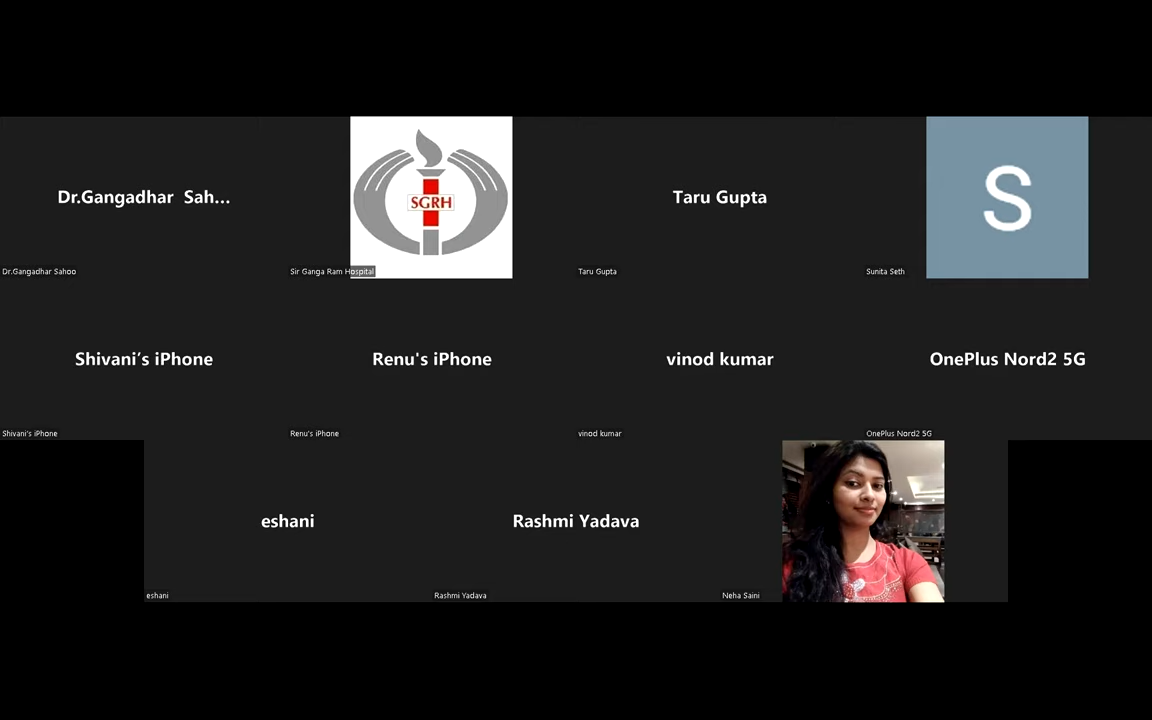 Dr.Gangadhar Sah...
Dr.Gangadhar Sahoo
SGRH
Sir Ganga Ram Hospital
Taru Gupta
Taru Gupta
S
Sunita Seth
Shivani’s iPhone
Shivani’s iPhone
Renu's iPhone
Renu's iPhone
vinod kumar
vinod kumar
OnePlus Nord2 5G
OnePlus Nord2 5G
eshani
eshani
Rashmi Yadava
Rashmi Yadava
Neha Saini